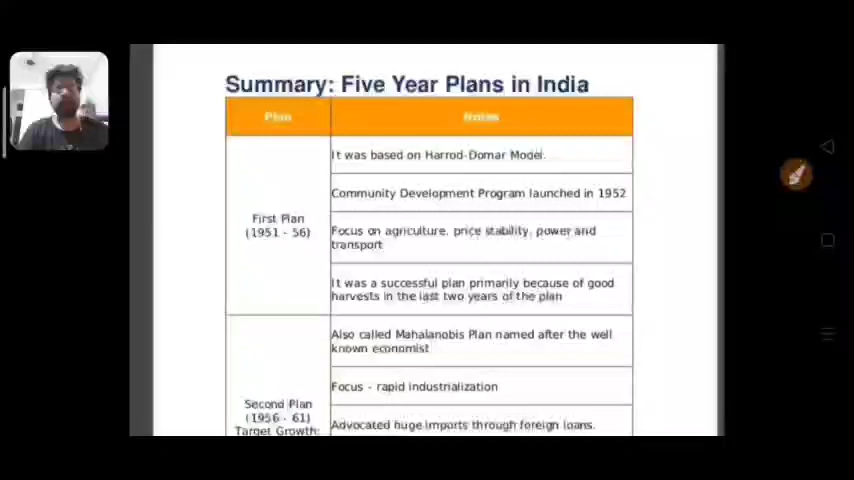 Summary: Five Year Plans in India
Plan
Notes
First Plan
(1951 - 56)
It was based on Harrod-Domar Model.
Community Development Program launched in 1952
Focus on agriculture, price stability, power and
transport
It was a successful plan primarily because of good
harvests in the last two years of the plan
Second Plan
(1956 - 61)
Target Growth:
Also called Mahalanobis Plan named after the well
known economist
Focus - rapid industrialization
Advocated huge imports through foreign loans.